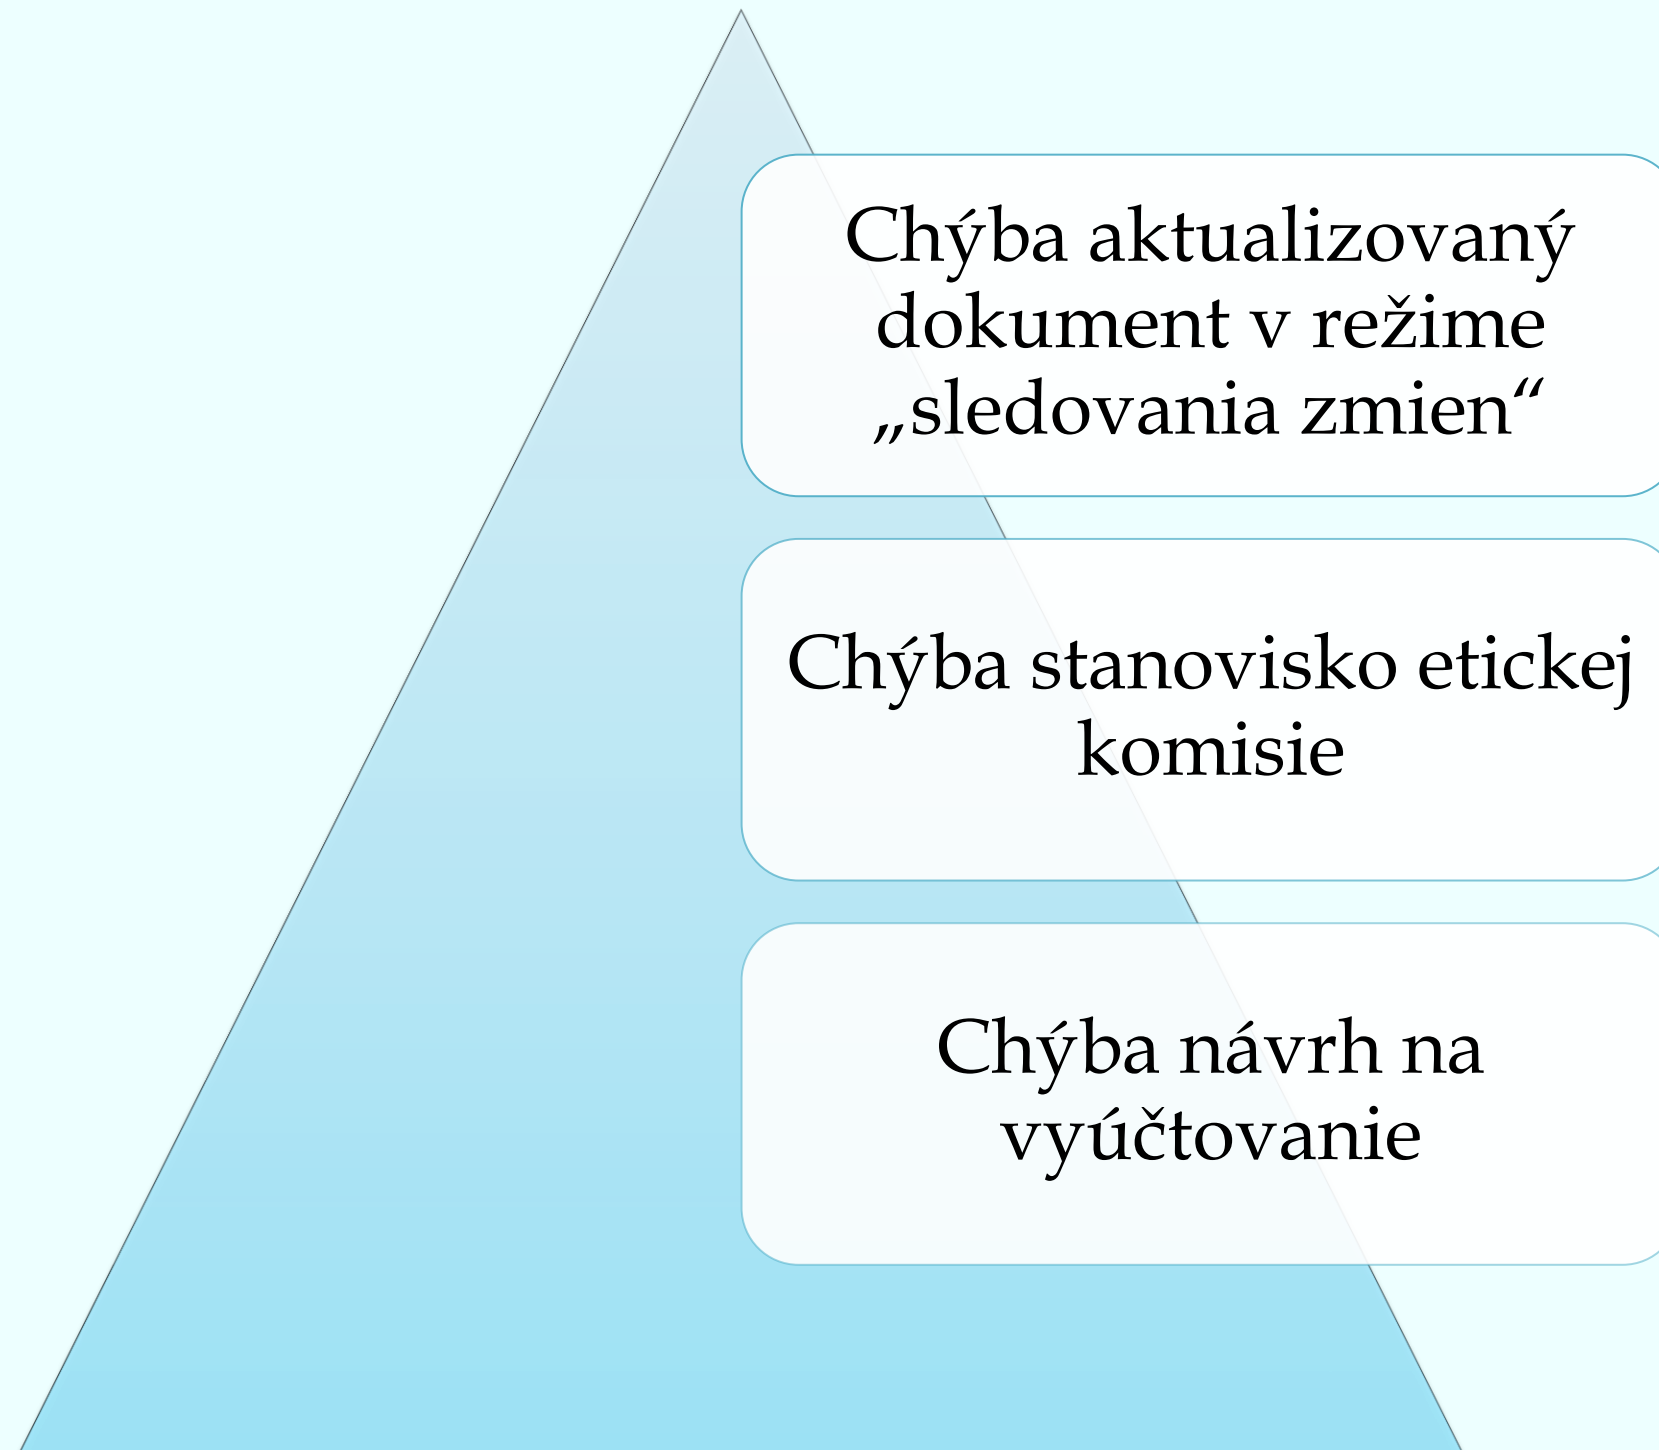 Chýba aktualizovaný
dokument v režime
„sledovania zmien“
Chýba stanovisko etickej
komisie
Chýba návrh na
vyúčtovanie